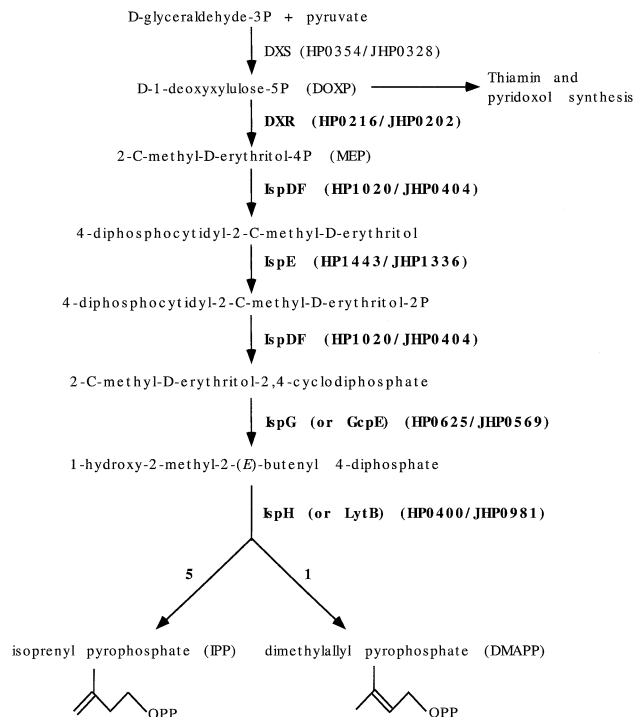 D-glyceraldehyde-3P + pyruvate
DXS (HP0354/JHP0328)
D-1-deoxyxylulose-5P (DOXP)
Thiamin and
pyridoxol synthesis
DXR (HP0216/JHP0202)
2-C-methyl-D-erythritol-4P (MEP)
IspDF (HP1020/JHP0404)
4-diphosphocytidyl-2-C-methyl-D-erythritol
IspE (HP1443/JHP1336)
4-diphosphocytidyl-2-C-methyl-D-erythritol-2P
IspDF (HP1020/JHP0404)
2-C-methyl-D-erythritol-2,4-cyclodiphosphate
IspG (or GcpE) (HP0625/JHP0569)
1-hydroxy-2-methyl-2-(E)-butenyl 4-diphosphate
IspH (or LytB) (HP0400/JHP0981)
5 1
isoprenyl pyrophosphate (IPP)
dimethylallyl pyrophosphate (DMAPP)
OPP
OPP